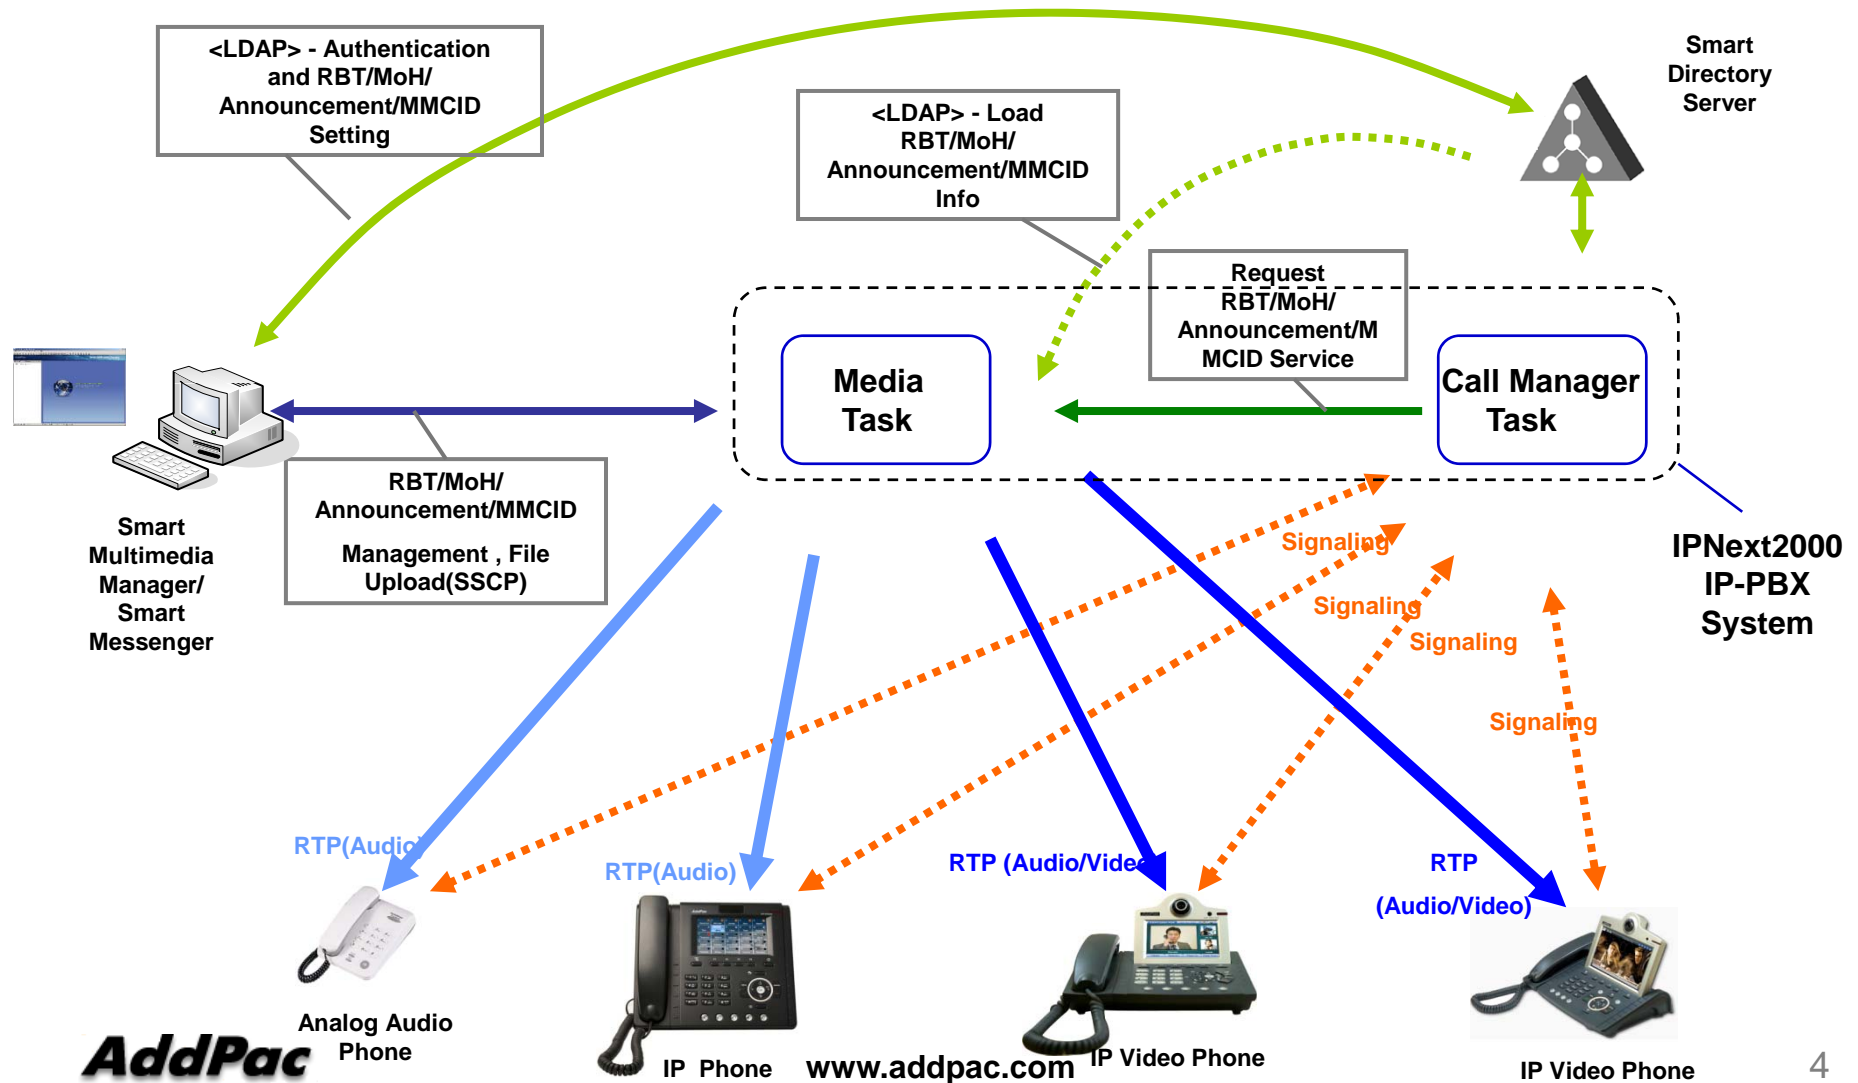 <LDAP> - Authentication
and RBT/MoH/
Announcement/MMCID
Setting
<LDAP> - Load
RBT/MoH/
Announcement/MMCID
Info
Smart
Directory
Server
Request
RBT/MoH/
Announcement/M
MCID Service
Media
Task
Call Manager
Task
RBT/MoH/
Announcement/MMCID
Management , File
Upload(SSCP)
Smart
Multimedia
Manager/
Smart
Messenger
IPNext2000
IP-PBX
System
Signaling
Signaling
Signaling
Signaling
RTP(Audio)
RTP(Audio)
RTP (Audio/Video)
RTP
(Audio/Video)
Analog Audio
Phone
IP Phone
IP Video Phone
IP Video Phone
AddPac
www.addpac.com
4